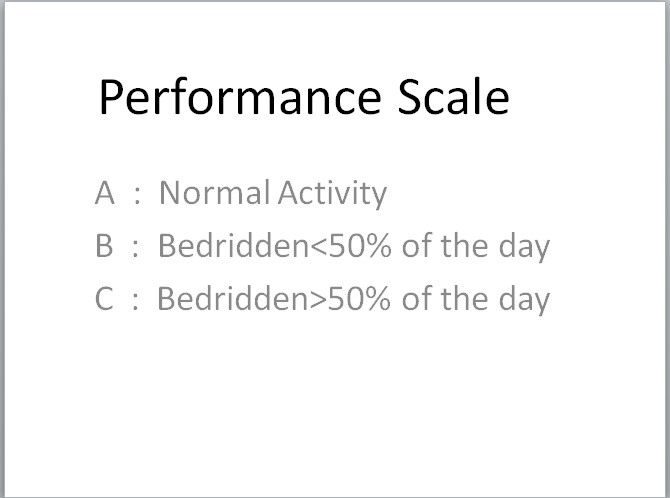 Performance Scale
A : Normal Activity
B : Bedridden<50% of the day
C : Bedridden>50% of the day